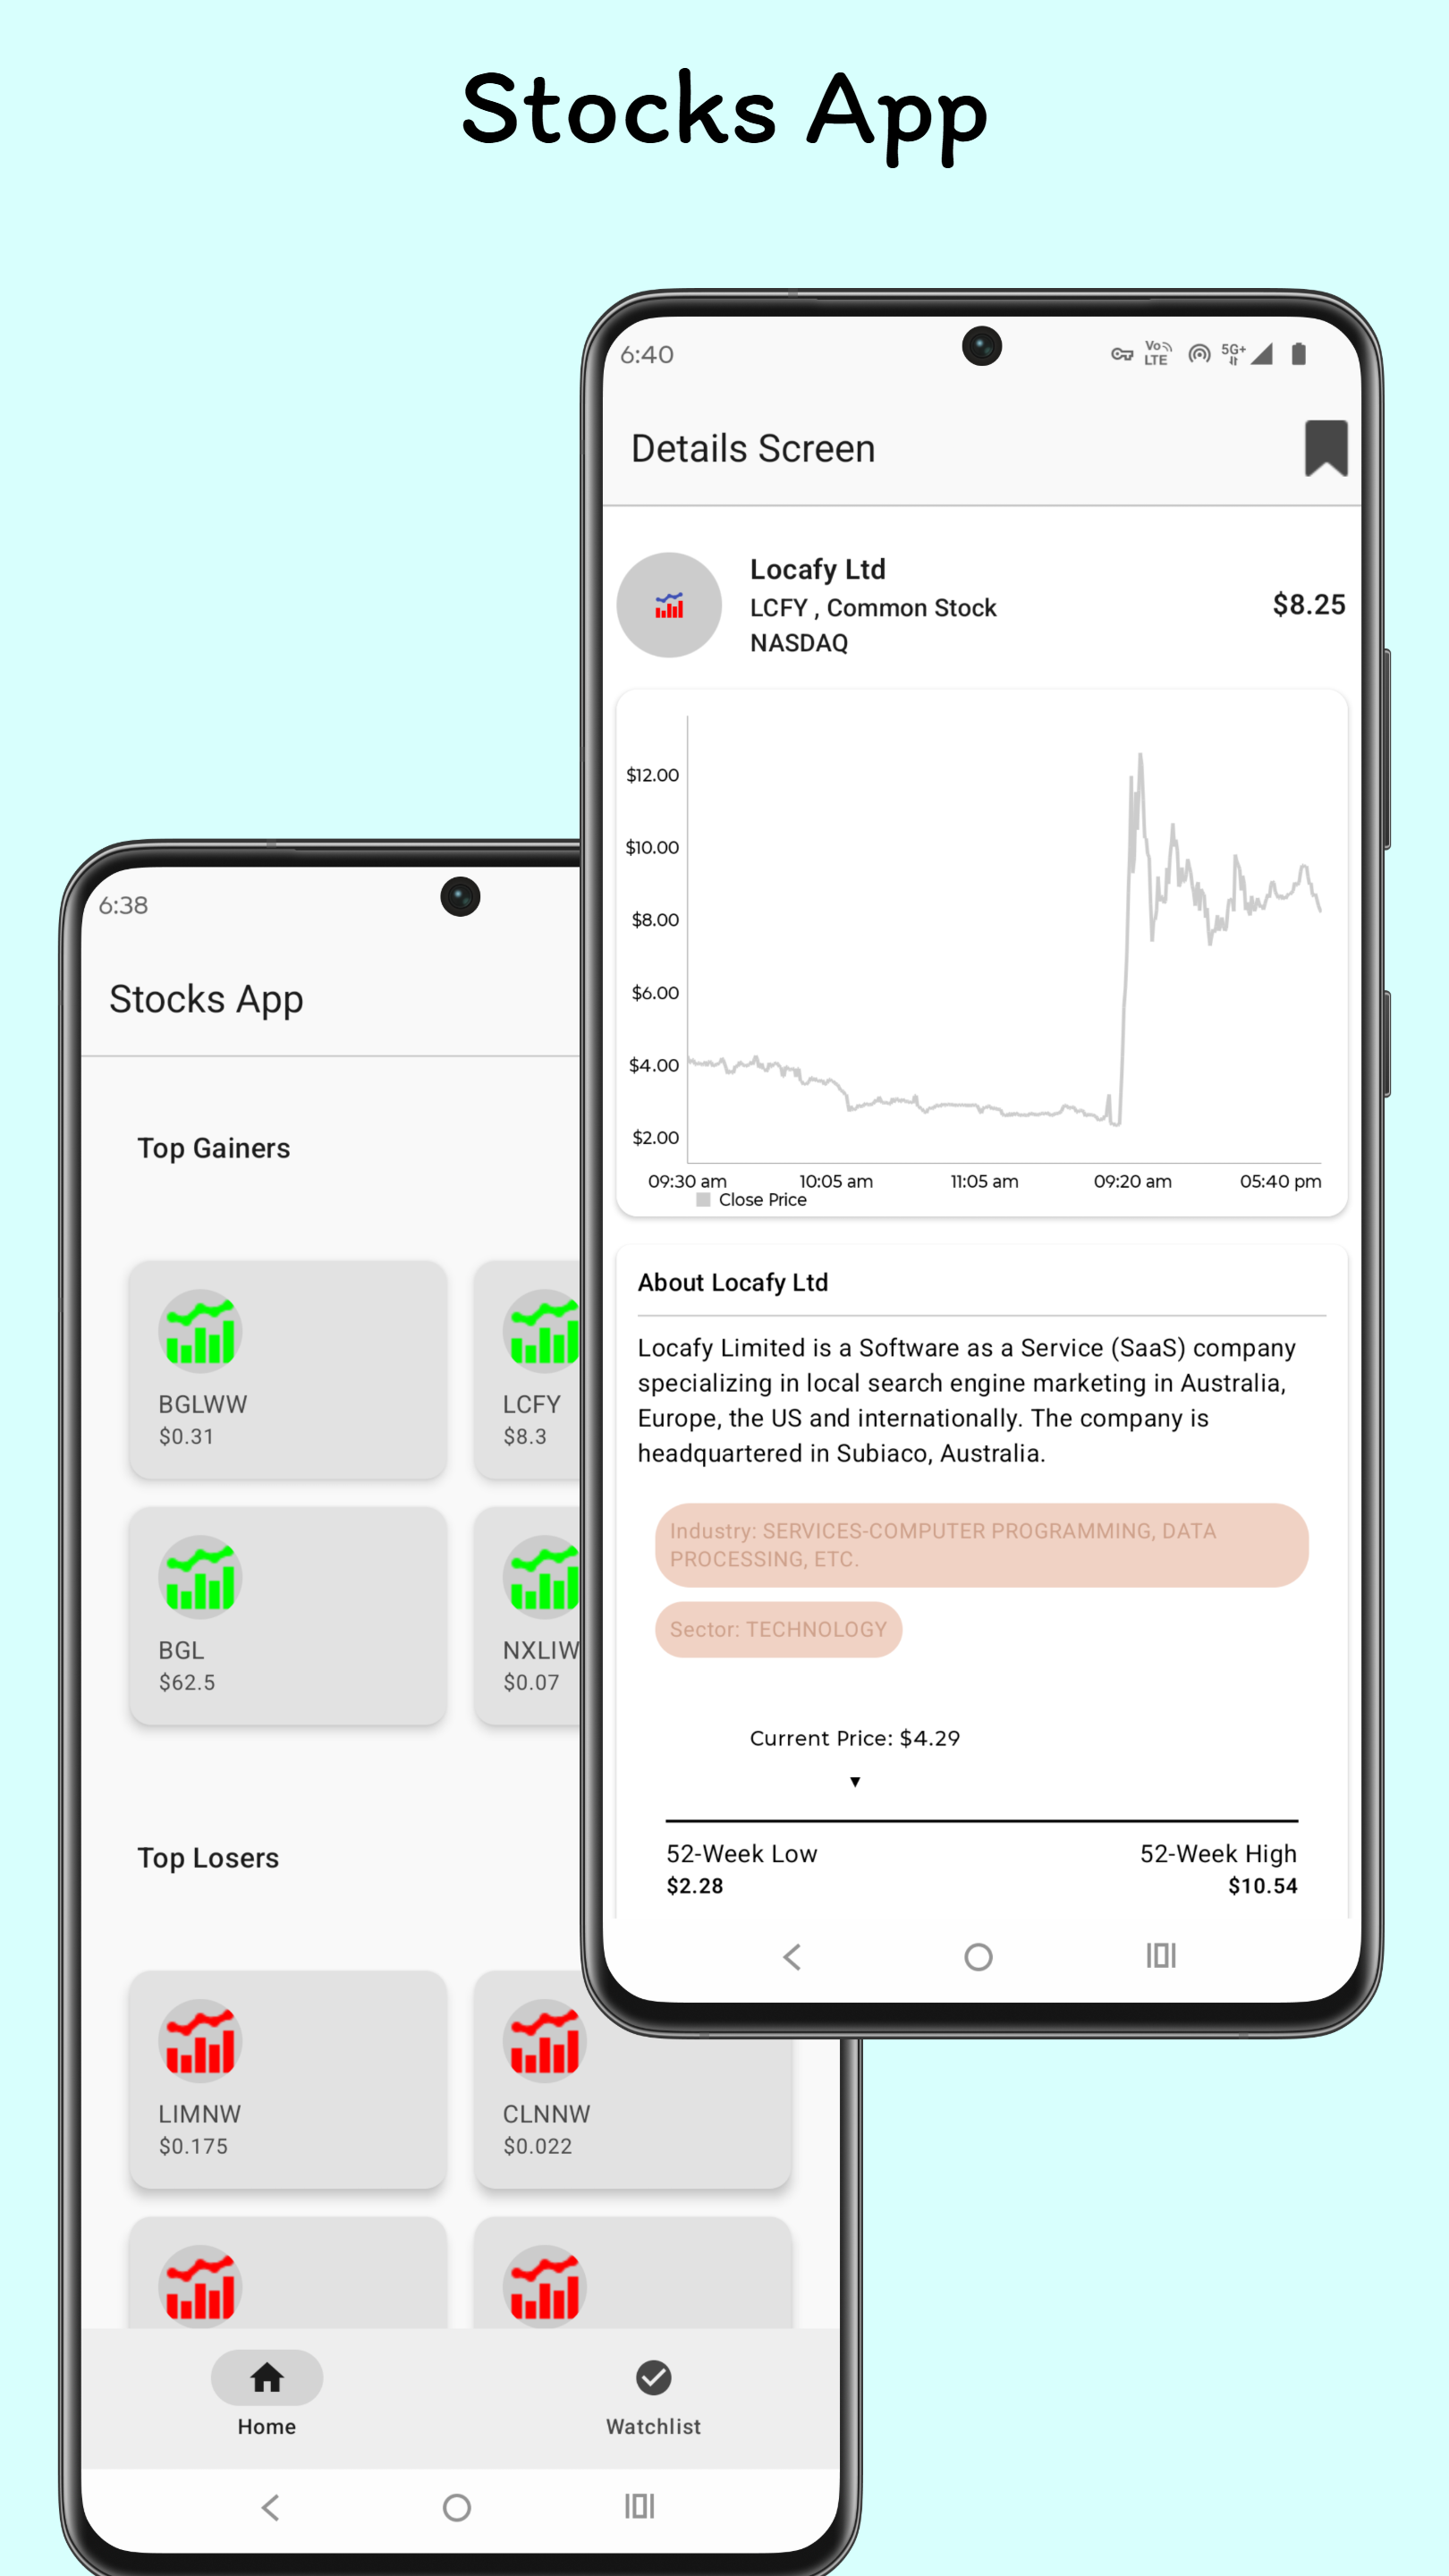 Stocks App
6:40
Vo
LTE
5G+
Details Screen
Locafy Ltd
LCFY , Common Stock
NASDAQ
$8.25
$12.00
$10.00
$8.00
$6.00
$4.00
$2.00
09:30 am 10:05 am 11:05 am 09:20 am 05:40 pm
Close Price
About Locafy Ltd
Locafy Limited is a Software as a Service (SaaS) company
specializing in local search engine marketing in Australia,
Europe, the US and internationally. The company is
headquartered in Subiaco, Australia.
Industry: SERVICES-COMPUTER PROGRAMMING, DATA
PROCESSING, ETC.
Sector: TECHNOLOGY
Current Price: $4.29
▼
52-Week Low 52-Week High
$2.28 $10.54
6:38
Stocks App
Top Gainers
BGLWW LCFY
$0.31 $8.3
BGL NXLIW
$62.5 $0.07
Top Losers
LIMNW CLNNW
$0.175 $0.022
Home Watchlist